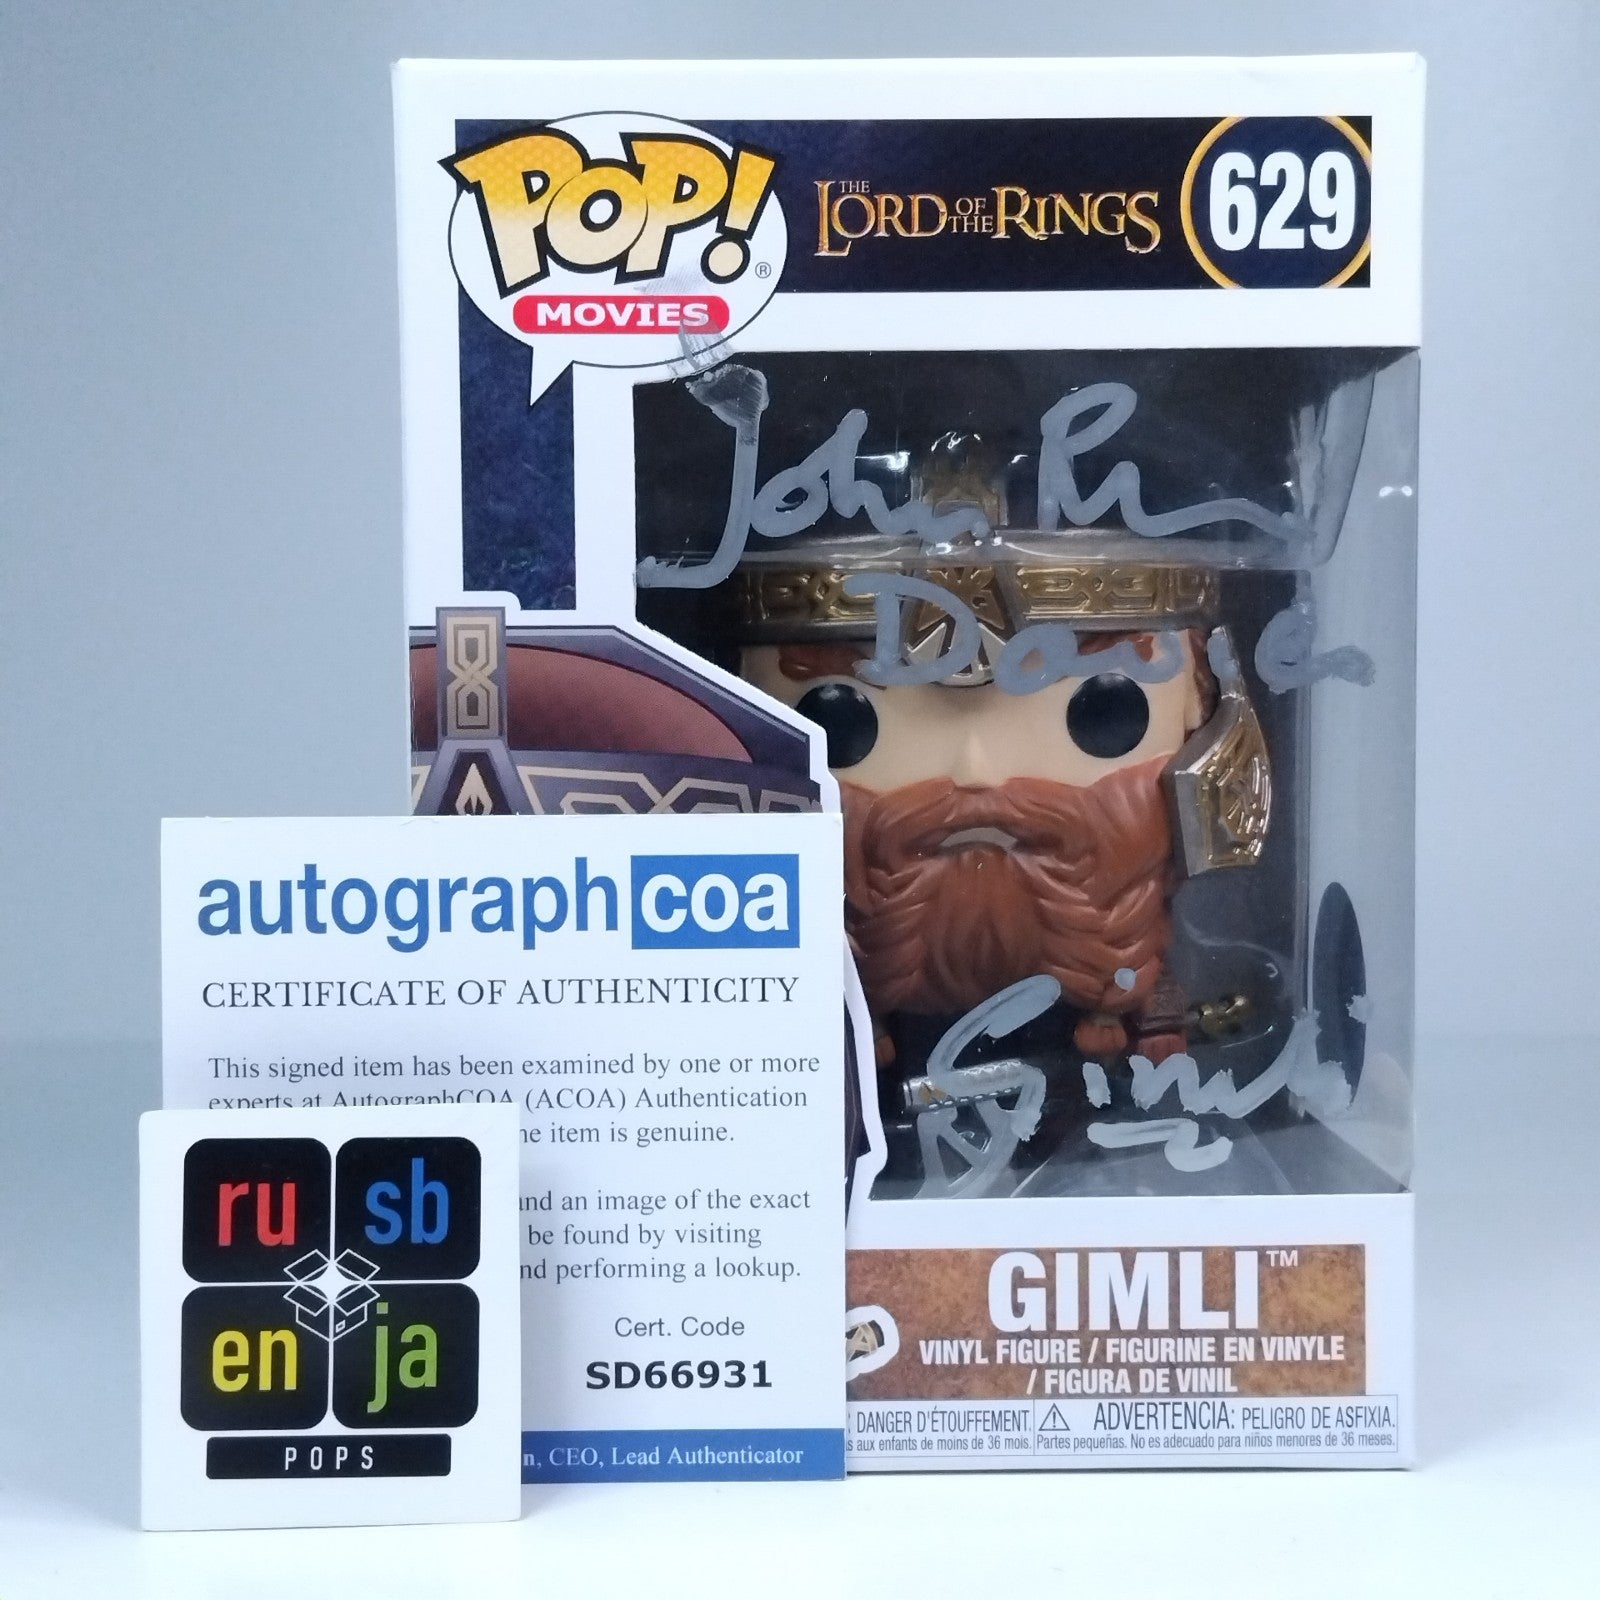 POP! ®
MOVIES
THE LORD OF THE RINGS
629
John Rhys
Davies
Gimli
autograph coa
CERTIFICATE OF AUTHENTICITY
This signed item has been examined by one or more
experts at AutographCOA (ACOA) Authentication
item is genuine.
and an image of the exact
be found by visiting
and performing a lookup.
Cert. Code
SD66931
CEO, Lead Authenticator
ru sb
en ja
POPS
GIMLI™
VINYL FIGURE / FIGURINE EN VINYLE
/ FIGURA DE VINIL
DANGER D'ÉTOUFFEMENT. ADVERTENCIA: PELIGRO DE ASFIXIA.
aux enfants de moins de 36 mois. Partes pequeñas. No es adecuado para niños menores de 36 meses.